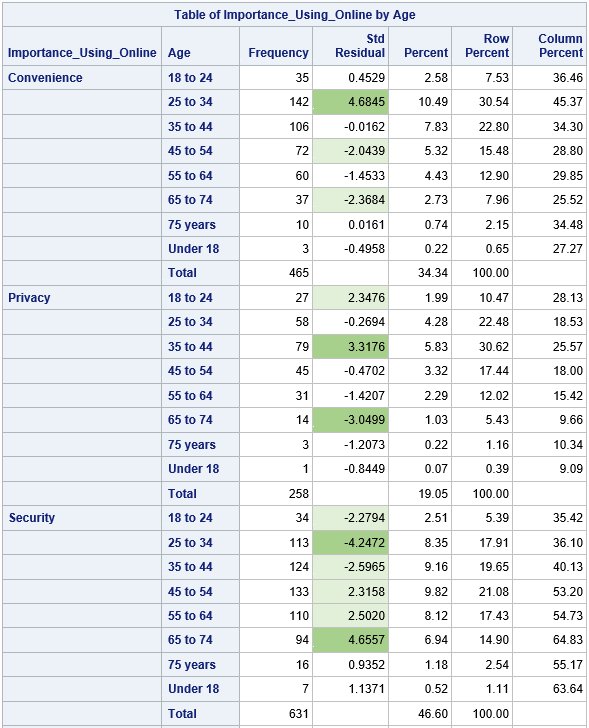 Table of Importance_Using_Online by Age
Importance_Using_Online Age Frequency Std Residual Percent Row Percent Column Percent
Convenience 18 to 24 35 0.4529 2.58 7.53 36.46
25 to 34 142 4.6845 10.49 30.54 45.37
35 to 44 106 -0.0162 7.83 22.80 34.30
45 to 54 72 -2.0439 5.32 15.48 28.80
55 to 64 60 -1.4533 4.43 12.90 29.85
65 to 74 37 -2.3684 2.73 7.96 25.52
75 years 10 0.0161 0.74 2.15 34.48
Under 18 3 -0.4958 0.22 0.65 27.27
Total 465 34.34 100.00
Privacy 18 to 24 27 2.3476 1.99 10.47 28.13
25 to 34 58 -0.2694 4.28 22.48 18.53
35 to 44 79 3.3176 5.83 30.62 25.57
45 to 54 45 -0.4702 3.32 17.44 18.00
55 to 64 31 -1.4207 2.29 12.02 15.42
65 to 74 14 -3.0499 1.03 5.43 9.66
75 years 3 -1.2073 0.22 1.16 10.34
Under 18 1 -0.8449 0.07 0.39 9.09
Total 258 19.05 100.00
Security 18 to 24 34 -2.2794 2.51 5.39 35.42
25 to 34 113 -4.2472 8.35 17.91 36.10
35 to 44 124 -2.5965 9.16 19.65 40.13
45 to 54 133 2.3158 9.82 21.08 53.20
55 to 64 110 2.5020 8.12 17.43 54.73
65 to 74 94 4.6557 6.94 14.90 64.83
75 years 16 0.9352 1.18 2.54 55.17
Under 18 7 1.1371 0.52 1.11 63.64
Total 631 46.60 100.00